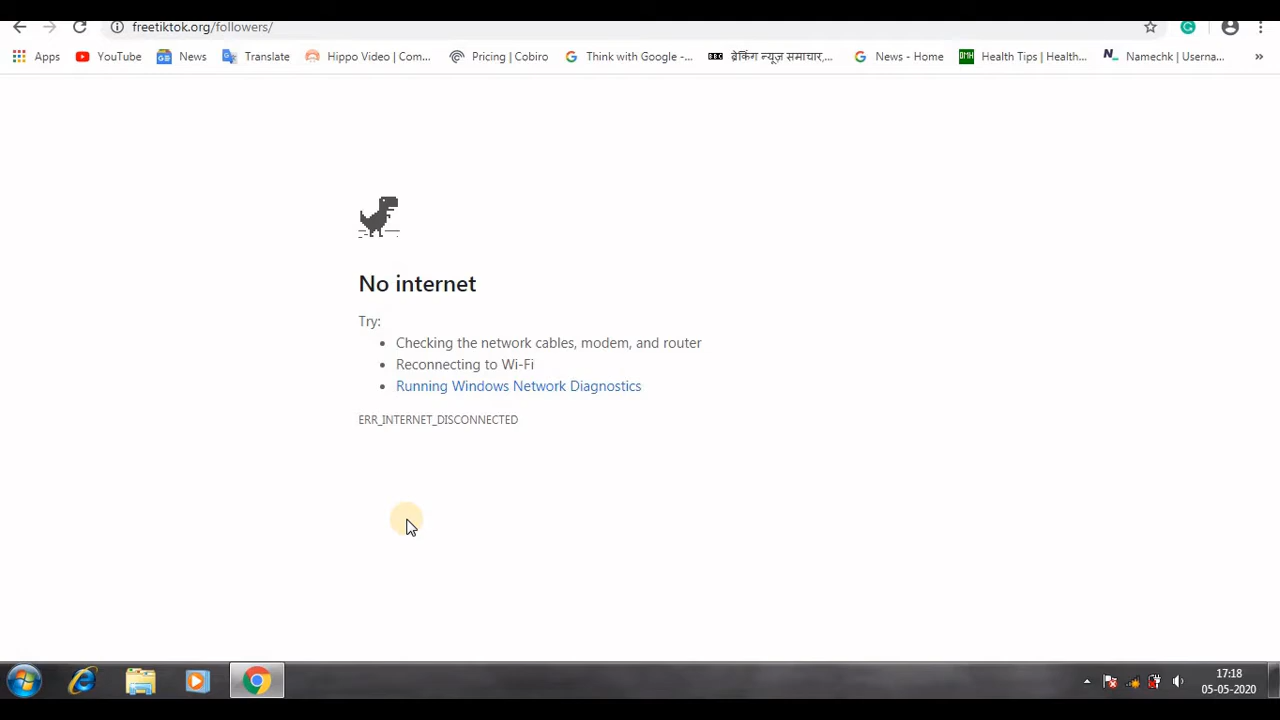 freetiktok.org/followers/
Apps YouTube News Translate Hippo Video | Com... Pricing | Cobiro Think with Google -... BBC ब्रेकिंग न्यूज़ समाचार,... News - Home DMH Health Tips | Health... Namechk | Userna... »
No internet
Try:
Checking the network cables, modem, and router
Reconnecting to Wi-Fi
Running Windows Network Diagnostics
ERR_INTERNET_DISCONNECTED
17:18
05-05-2020